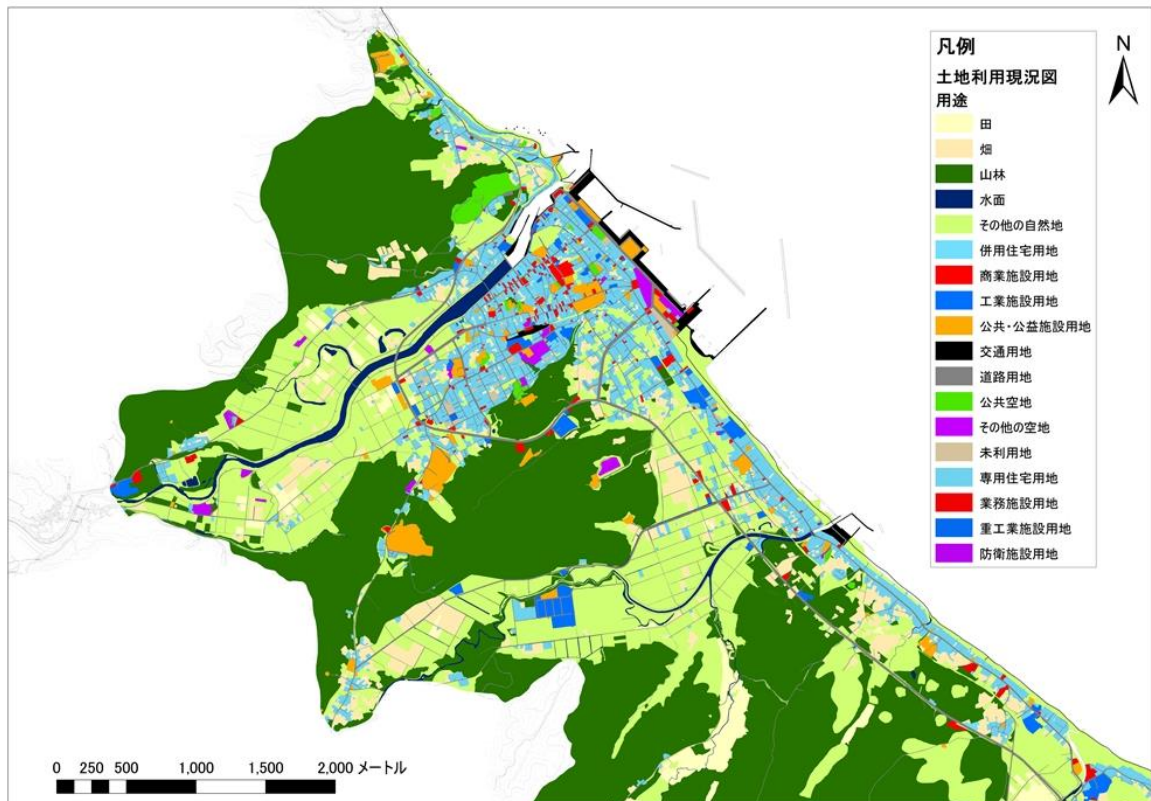 凡例
土地利用現況図
用途
田
畑
山林
水面
その他の自然地
併用住宅用地
商業施設用地
工業施設用地
公共・公益施設用地
交通用地
道路用地
公共空地
その他の空地
未利用地
専用住宅用地
業務施設用地
重工業施設用地
防衛施設用地
N
0 250 500 1,000 1,500 2,000 メートル